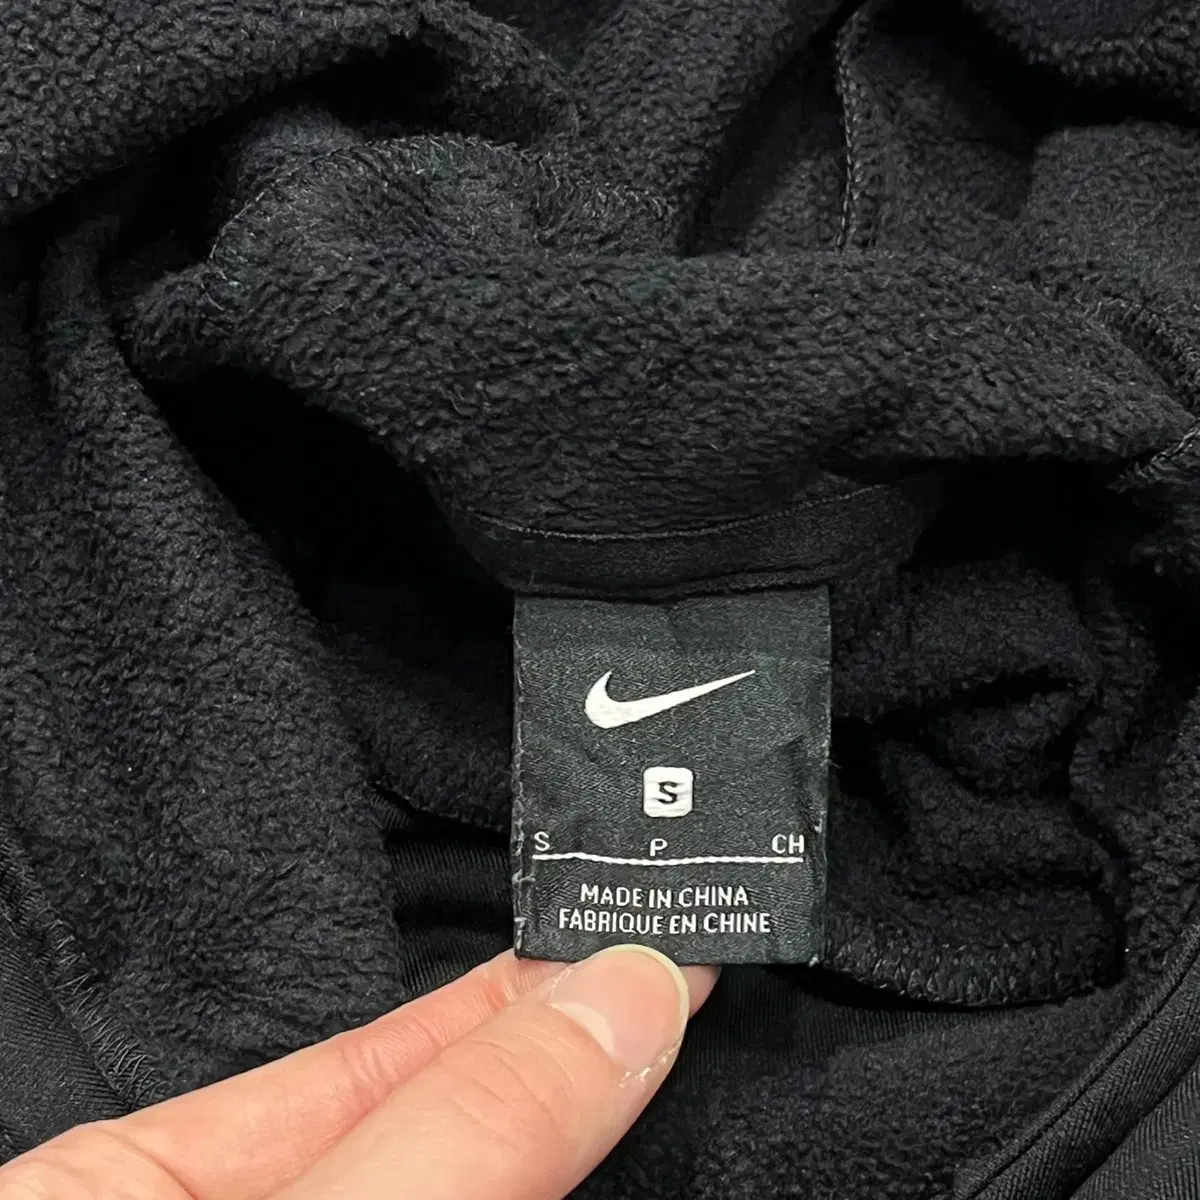 S
S P CH
MADE IN CHINA
FABRIQUE EN CHINE